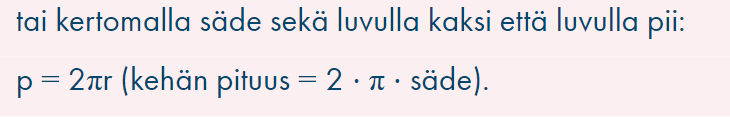 tai kertomalla säde sekä luvulla kaksi että luvulla pii:
p = 2πr (kehän pituus = 2 · π · säde).